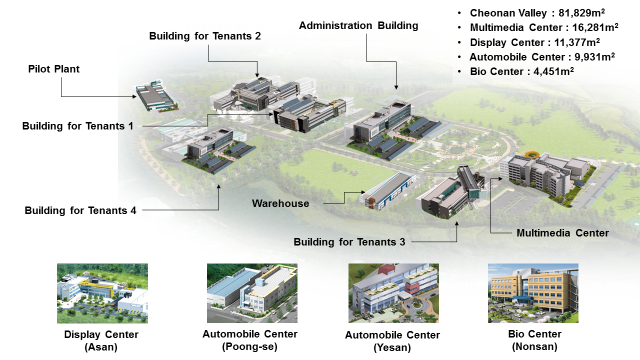 • Cheonan Valley : 81,829m²
• Multimedia Center : 16,281m²
• Display Center : 11,377m²
• Automobile Center : 9,931m²
• Bio Center : 4,451m²
Administration Building
Building for Tenants 2
Pilot Plant
Building for Tenants 1
Building for Tenants 4
Warehouse
Building for Tenants 3
Multimedia Center
Display Center
(Asan)
Automobile Center
(Poong-se)
Automobile Center
(Yesan)
Bio Center
(Nonsan)